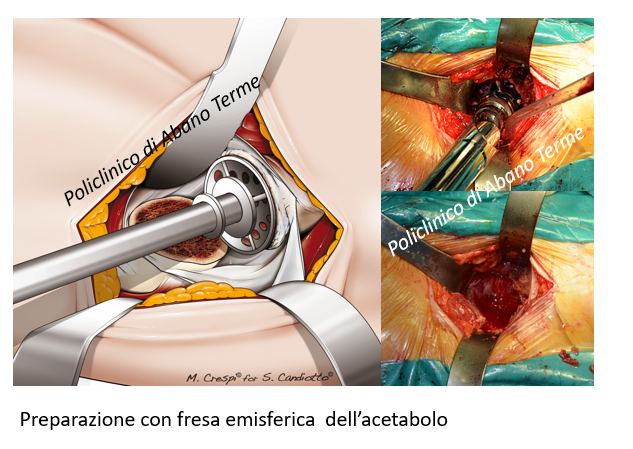 Policlinico di Abano Terme
Policlinico di Abano Terme
M. Crespi© for S. Candiotto©
Preparazione con fresa emisferica  dell’acetabolo